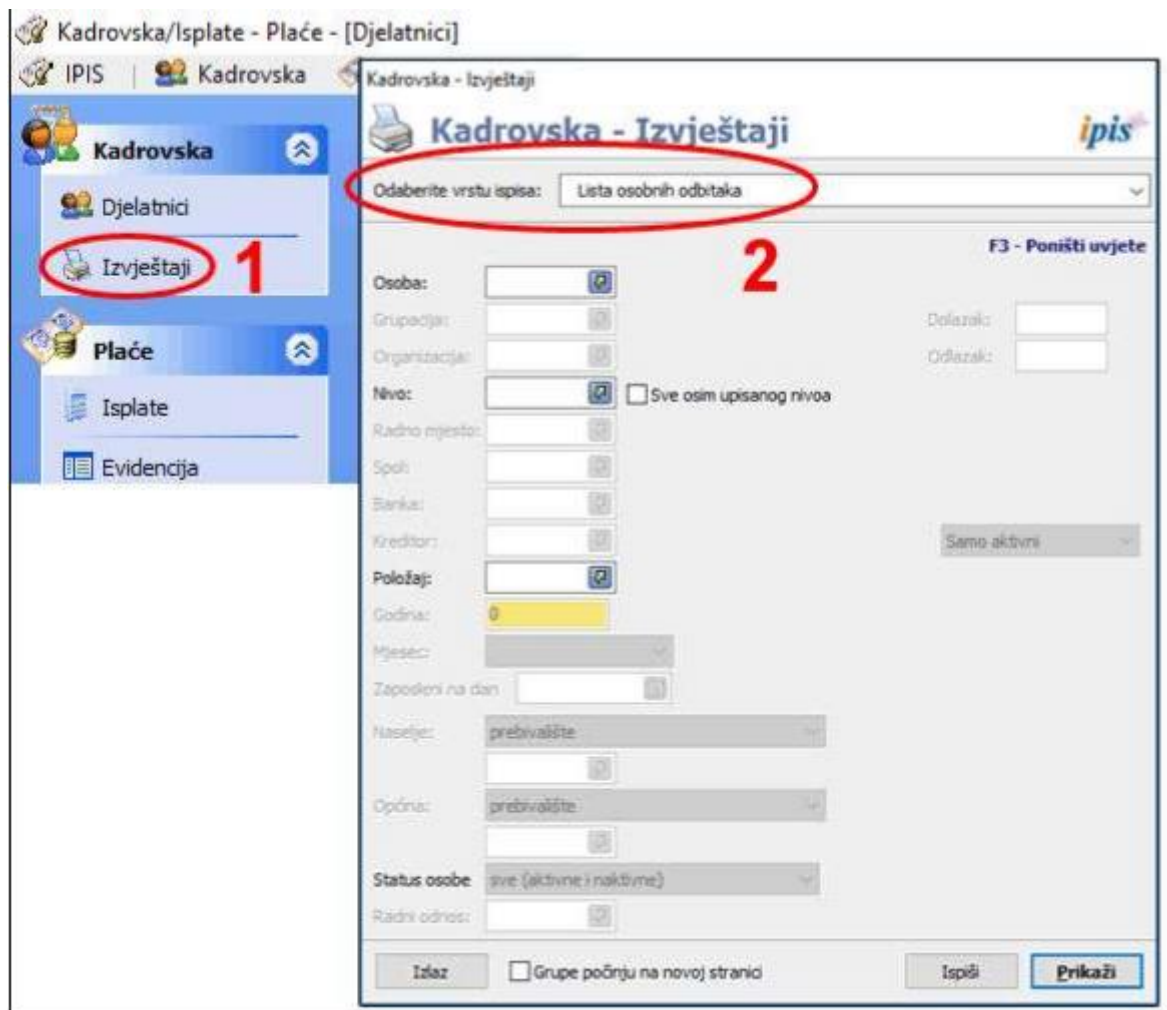 Kadrovska/Isplate - Plaće - [Djelatnici]
IPIS | Kadrovska
Kadrovska
Djelatnici
Izvještaji
1
Plaće
Isplate
Evidencija
Kadrovska - Izvještaji
Kadrovska - Izvještaji
ipis
Odaberite vrstu ispisa: Lista osobnih odbitaka
2
F3 - Poništi uvjete
Osoba:
Grupacija: Dolazak:
Organizacija: Odlazak:
Nivo: Sve osim upisanog nivoa
Radno mjesto:
Spol:
Banka:
Kreditor: Samo aktivni
Položaj:
Godina: 0
Mjesec:
Zaposleni na dan
Naselje: prebivalište
Općina: prebivalište
Status osobe sve (aktivne i naktivne)
Radni odnos:
Izlaz Grupe počinju na novoj stranici Ispiši Prikaži